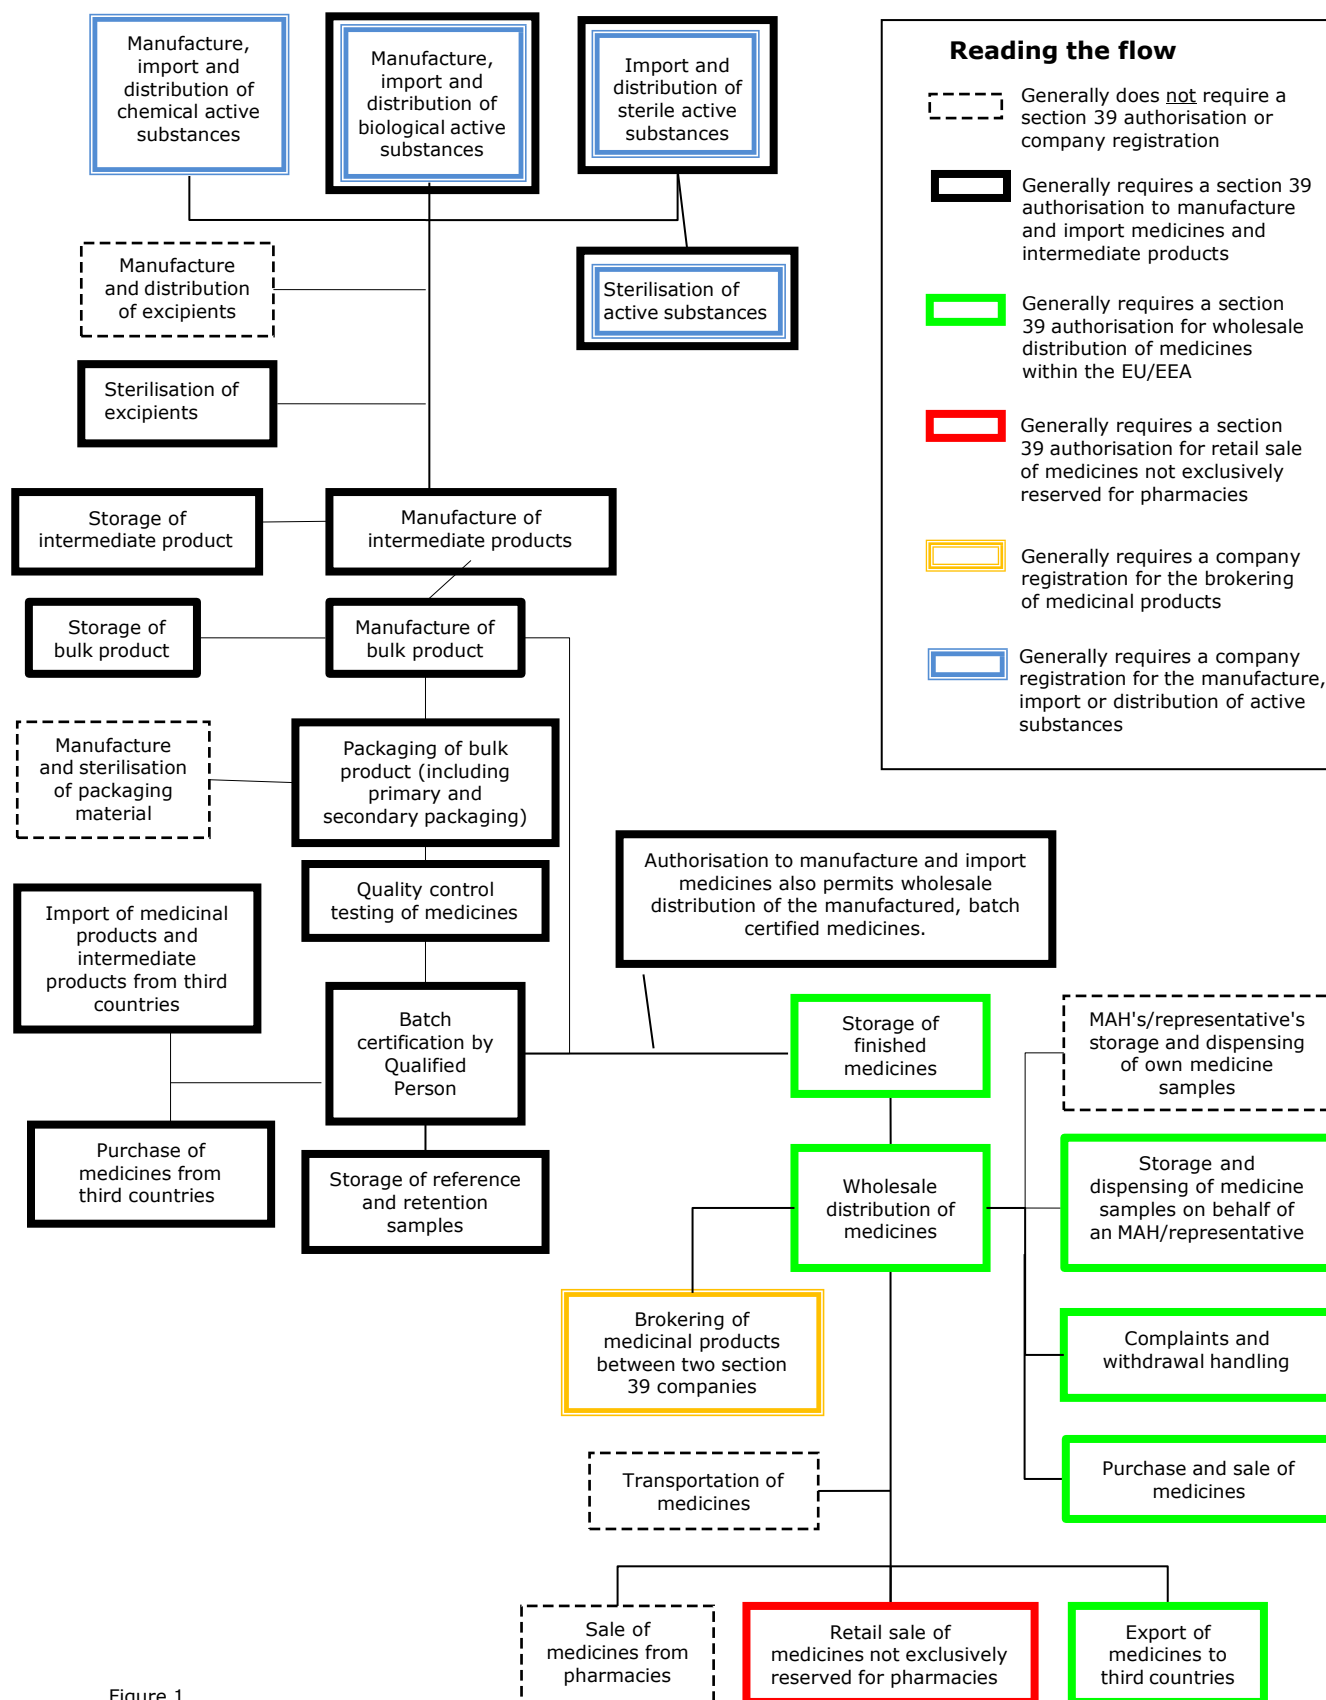 Manufacture,
import and
distribution of
chemical active
substances
Manufacture,
import and
distribution of
biological active
substances
Import and
distribution of
sterile active
substances
Reading the flow
Generally does not require a
section 39 authorisation or
company registration
Generally requires a section 39
authorisation to manufacture
and import medicines and
intermediate products
Generally requires a section
39 authorisation for wholesale
distribution of medicines
within the EU/EEA
Generally requires a section
39 authorisation for retail sale
of medicines not exclusively
reserved for pharmacies
Generally requires a company
registration for the brokering
of medicinal products
Generally requires a company
registration for the manufacture,
import or distribution of active
substances
Manufacture
and distribution
of excipients
Sterilisation of
active substances
Sterilisation of
excipients
Storage of
intermediate product
Manufacture of
intermediate products
Storage of
bulk product
Manufacture of
bulk product
Manufacture
and sterilisation
of packaging
material
Packaging of bulk
product (including
primary and
secondary packaging)
Quality control
testing of medicines
Authorisation to manufacture and import
medicines also permits wholesale
distribution of the manufactured, batch
certified medicines.
Import of medicinal
products and
intermediate
products from third
countries
Batch
certification by
Qualified
Person
Storage of
finished
medicines
MAH's/representative's
storage and dispensing
of own medicine
samples
Purchase of
medicines from
third countries
Storage of reference
and retention
samples
Wholesale
distribution of
medicines
Storage and
dispensing of medicine
samples on behalf of
an MAH/representative
Brokering of
medicinal products
between two section
39 companies
Complaints and
withdrawal handling
Transportation of
medicines
Purchase and sale of
medicines
Sale of
medicines from
pharmacies
Retail sale of
medicines not exclusively
reserved for pharmacies
Export of
medicines to
third countries
Figure 1